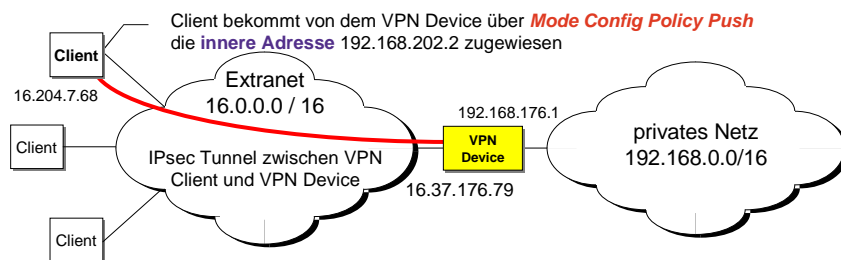 Client bekommt von dem VPN Device über Mode Config Policy Push
die innere Adresse 192.168.202.2 zugewiesen
Client
16.204.7.68
Extranet
16.0.0.0 / 16
192.168.176.1
Client
IPsec Tunnel zwischen VPN
Client und VPN Device
VPN
Device
privates Netz
192.168.0.0/16
16.37.176.79
Client